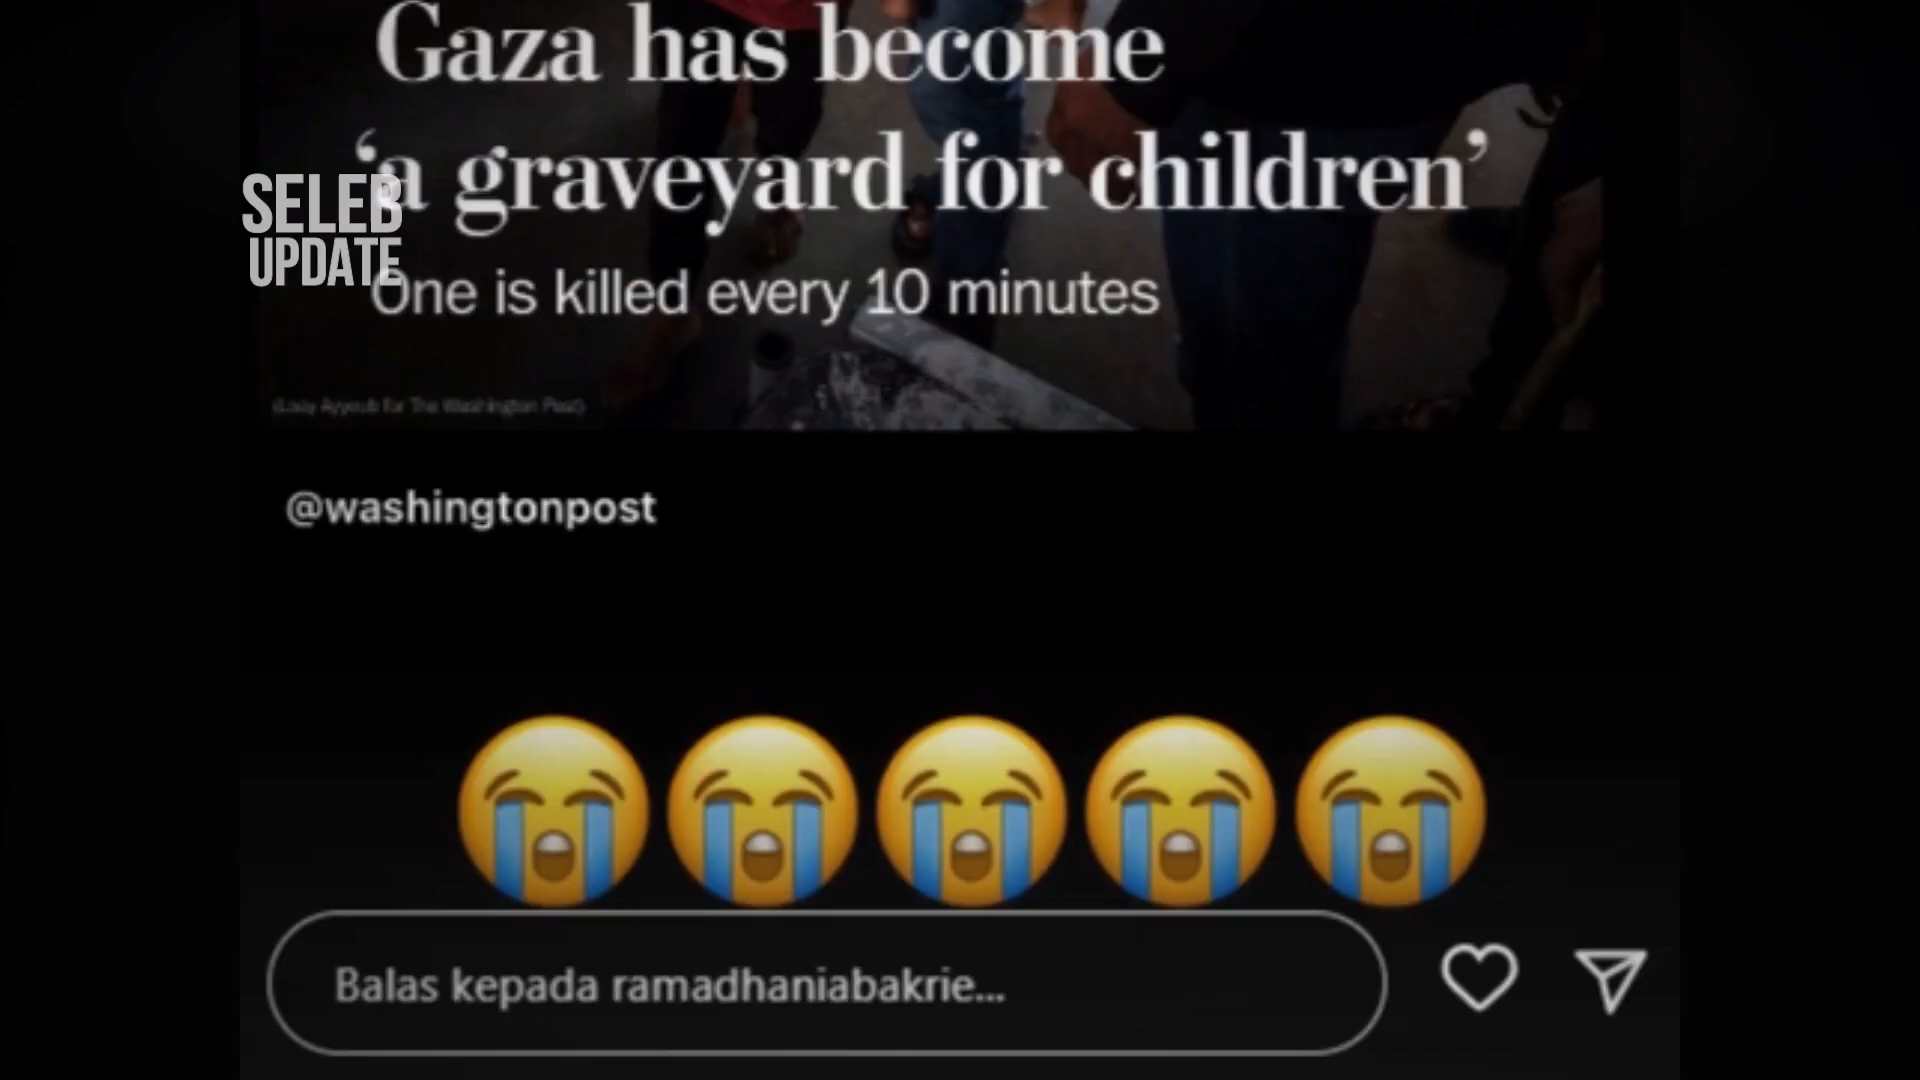 Gaza has become
‘a graveyard for children’
SELEB
UPDATE
One is killed every 10 minutes
(Loay Ayyoub for The Washington Post)
@washingtonpost
Balas kepada ramadhaniabakrie...